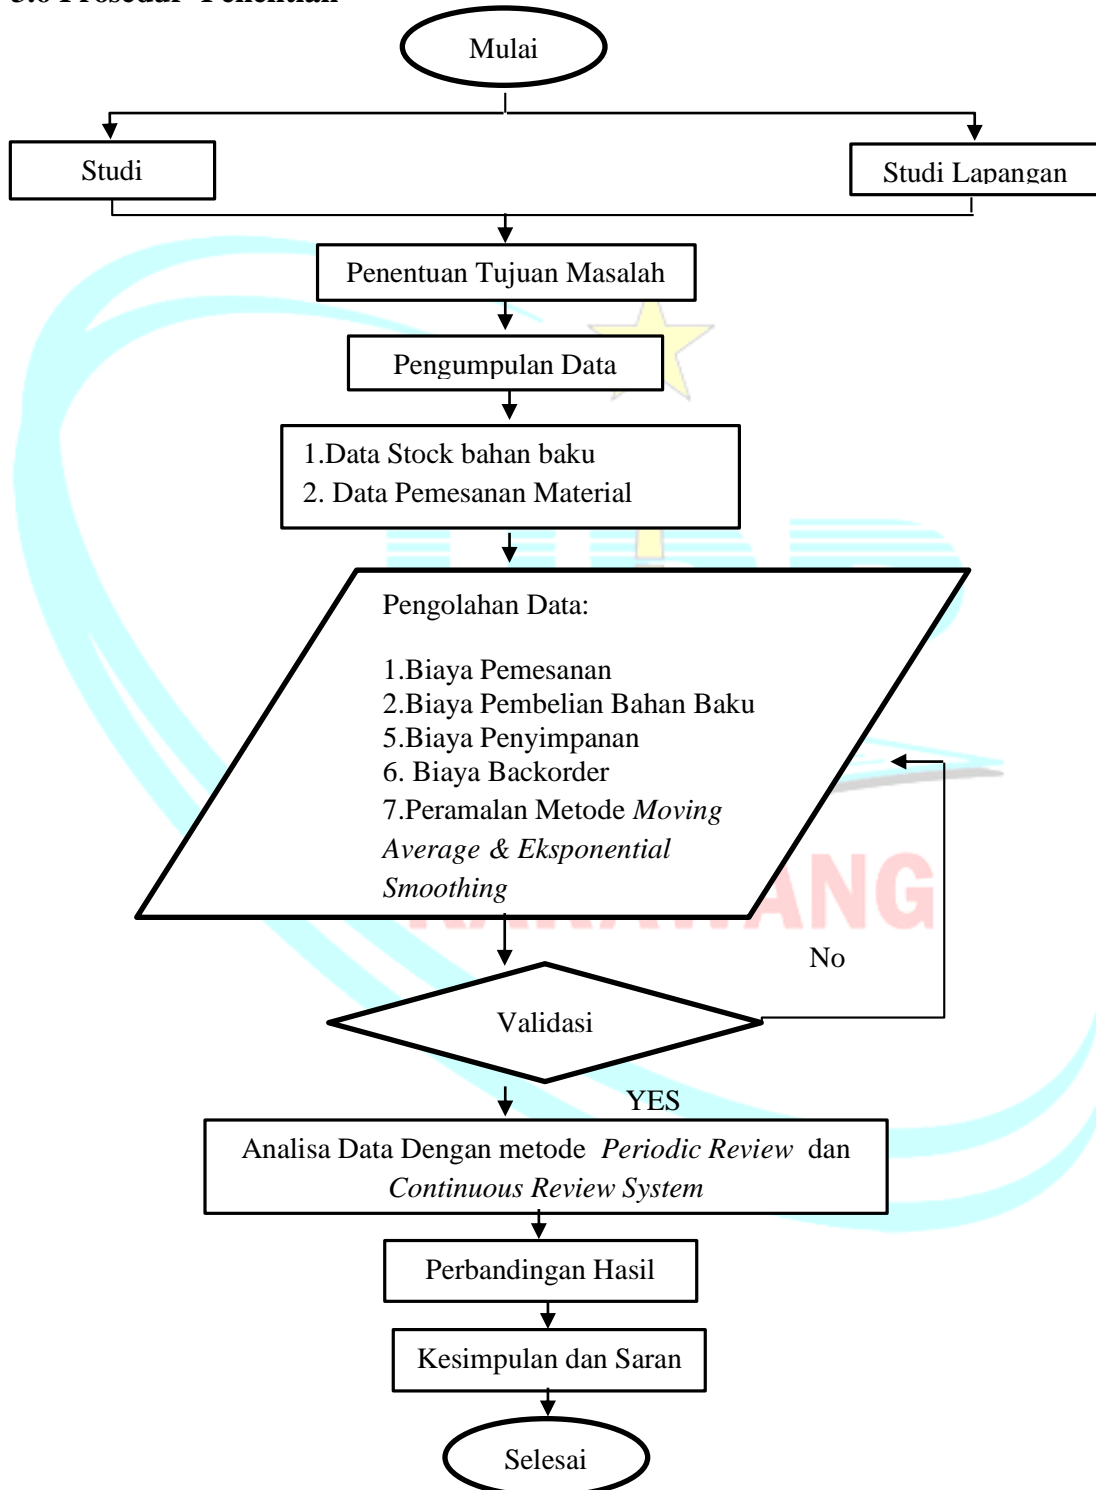 Mulai
Studi
Studi Lapangan
Penentuan Tujuan Masalah
Pengumpulan Data
1.Data Stock bahan baku
2. Data Pemesanan Material
Pengolahan Data:
1.Biaya Pemesanan
2.Biaya Pembelian Bahan Baku
5.Biaya Penyimpanan
6. Biaya Backorder
7.Peramalan Metode Moving
Average & Eksponential
Smoothing
No
Validasi
YES
Analisa Data Dengan metode Periodic Review dan
Continuous Review System
Perbandingan Hasil
Kesimpulan dan Saran
Selesai